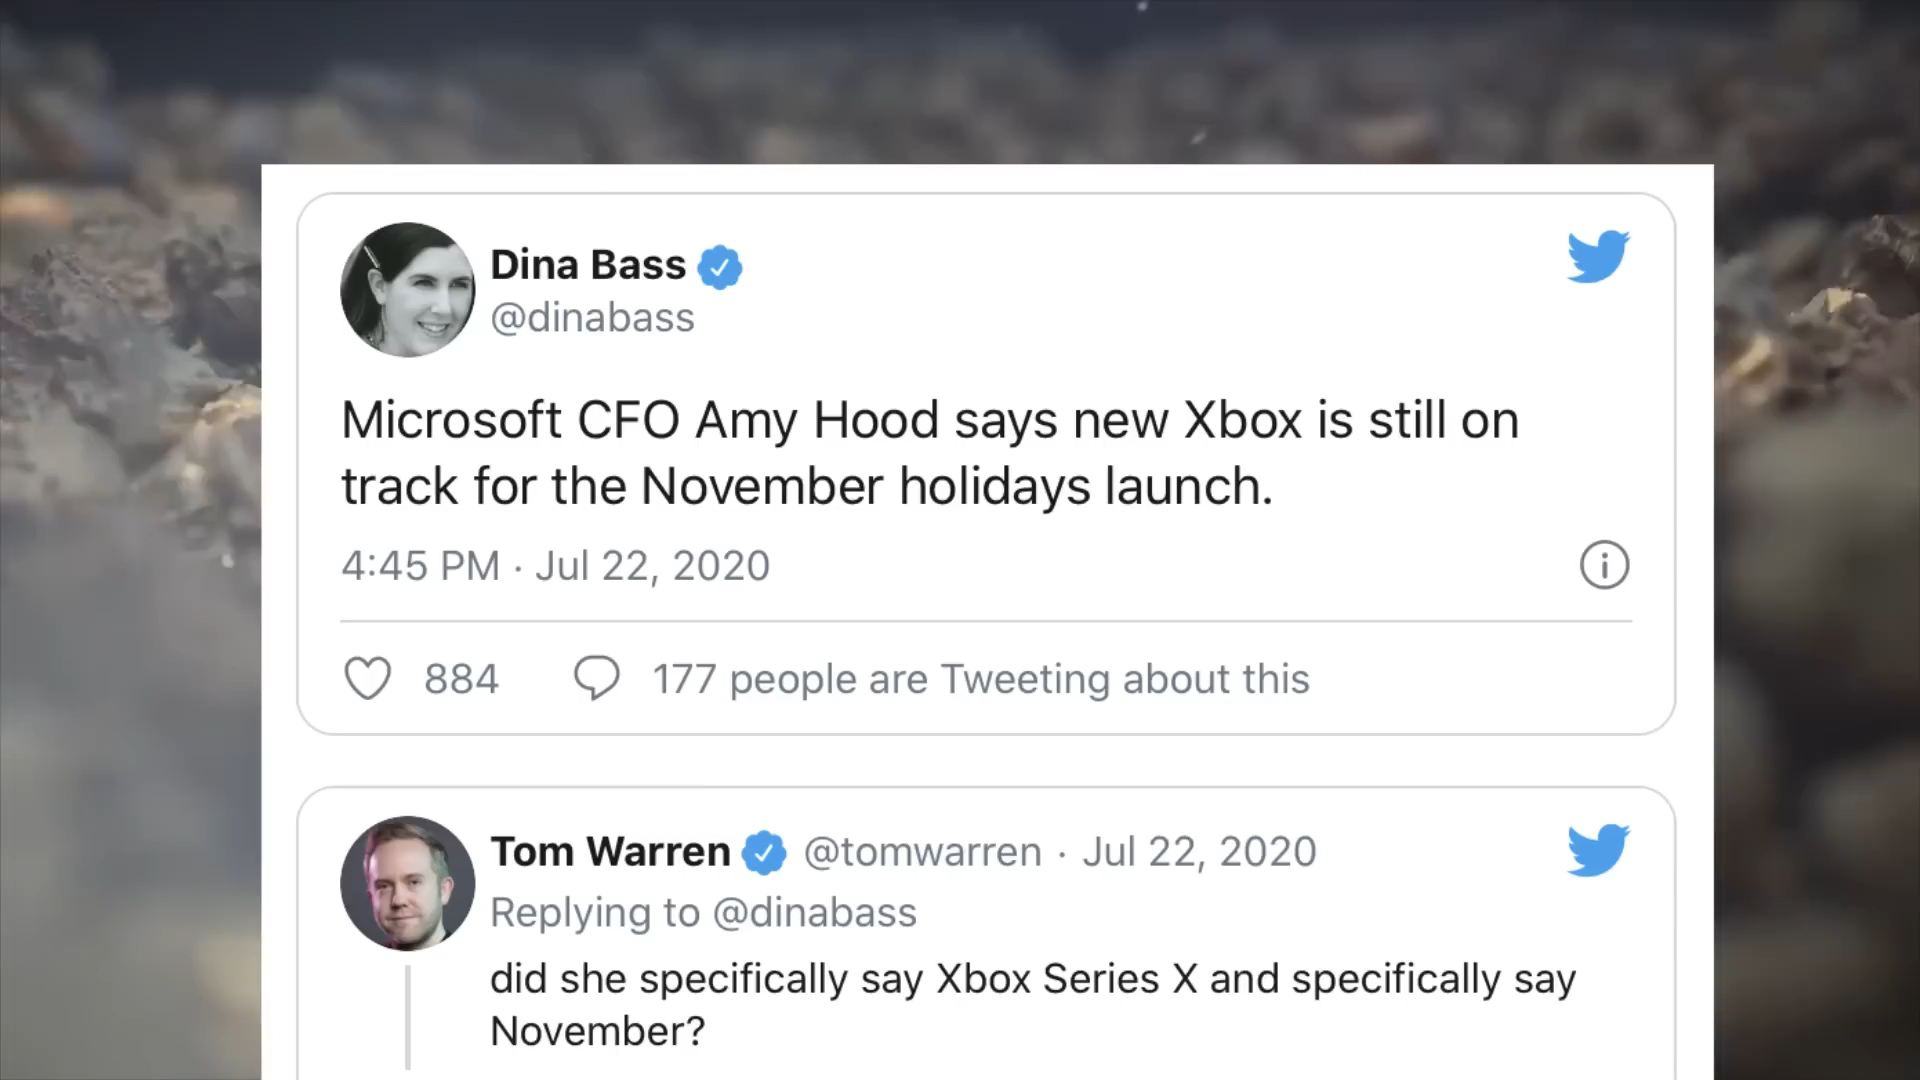 Dina Bass
@dinabass
Microsoft CFO Amy Hood says new Xbox is still on
track for the November holidays launch.
4:45 PM · Jul 22, 2020
884 177 people are Tweeting about this
Tom Warren @tomwarren · Jul 22, 2020
Replying to @dinabass
did she specifically say Xbox Series X and specifically say
November?